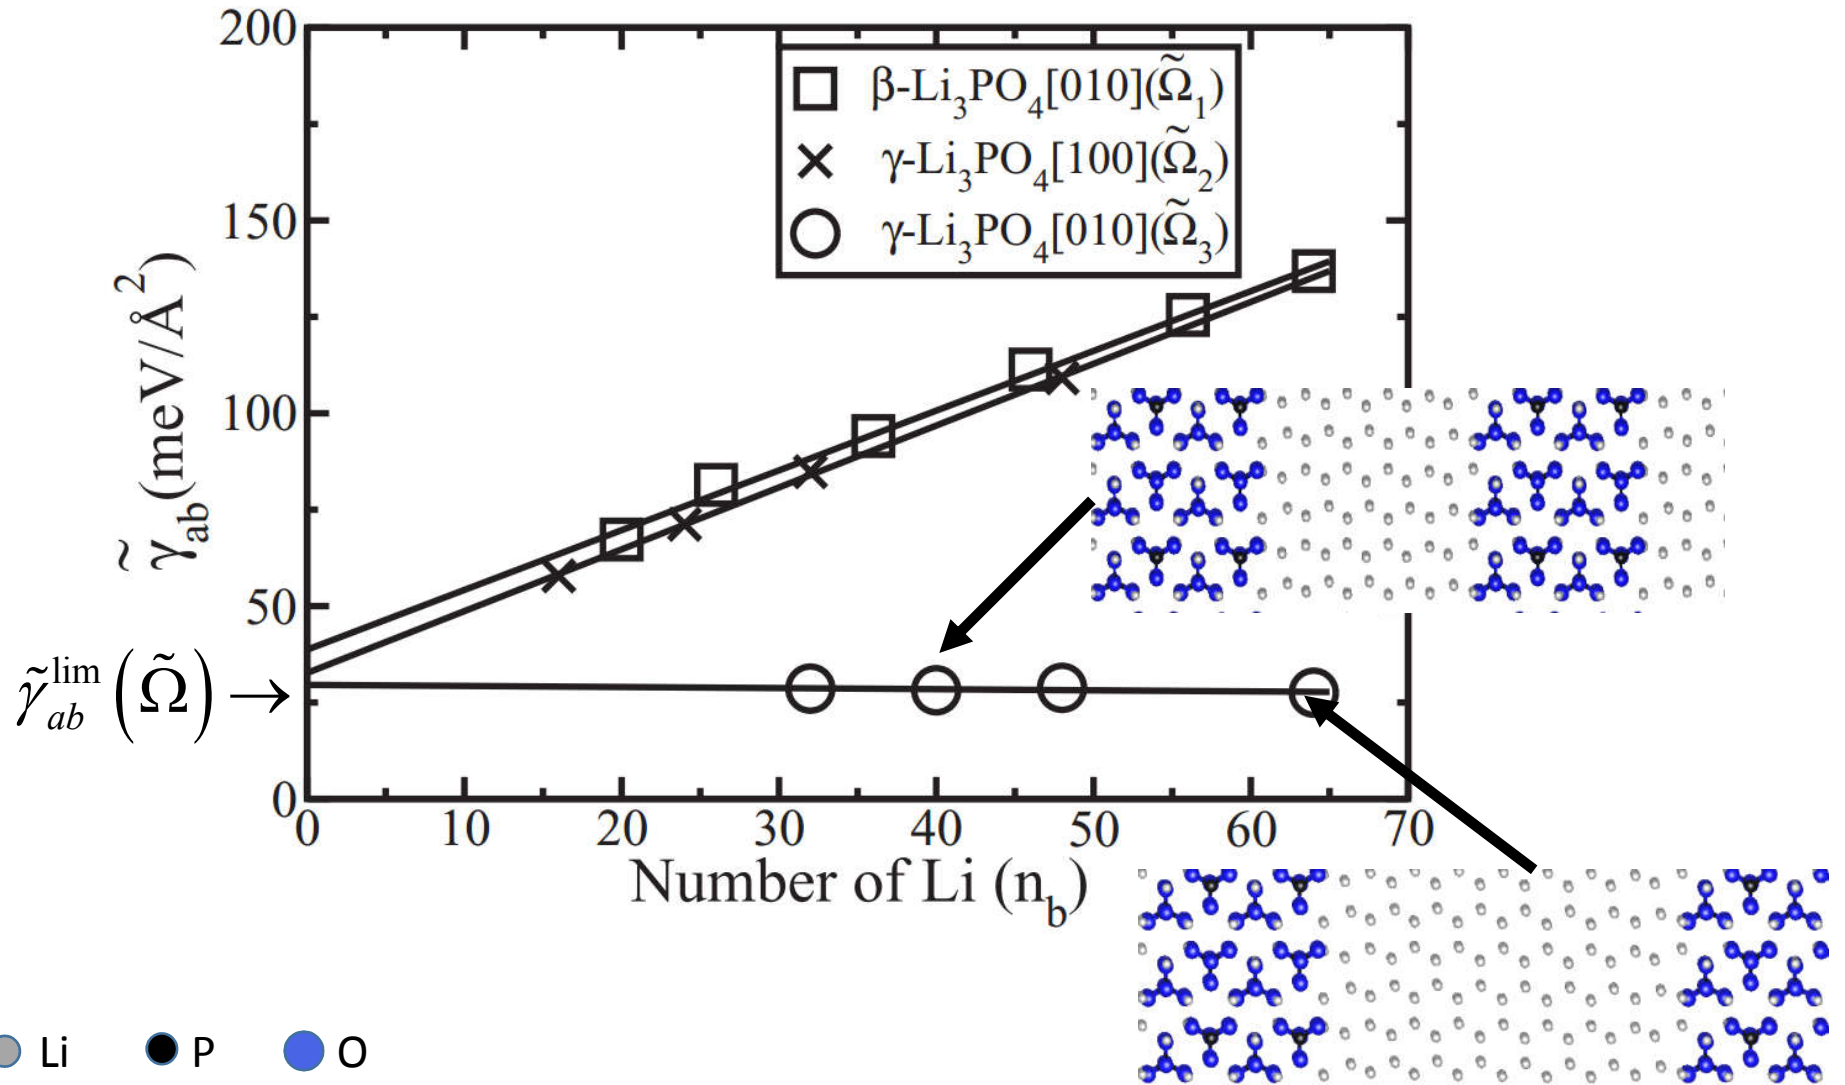 200
150
100
50
0
γ̃ab(meV/Å²)
β-Li₃PO₄[010](Ω̃₁)
γ-Li₃PO₄[100](Ω̃₂)
γ-Li₃PO₄[010](Ω̃₃)
γ̃ab^lim(Ω̃) →
0 10 20 30 40 50 60 70
Number of Li (n_b)
Li P O